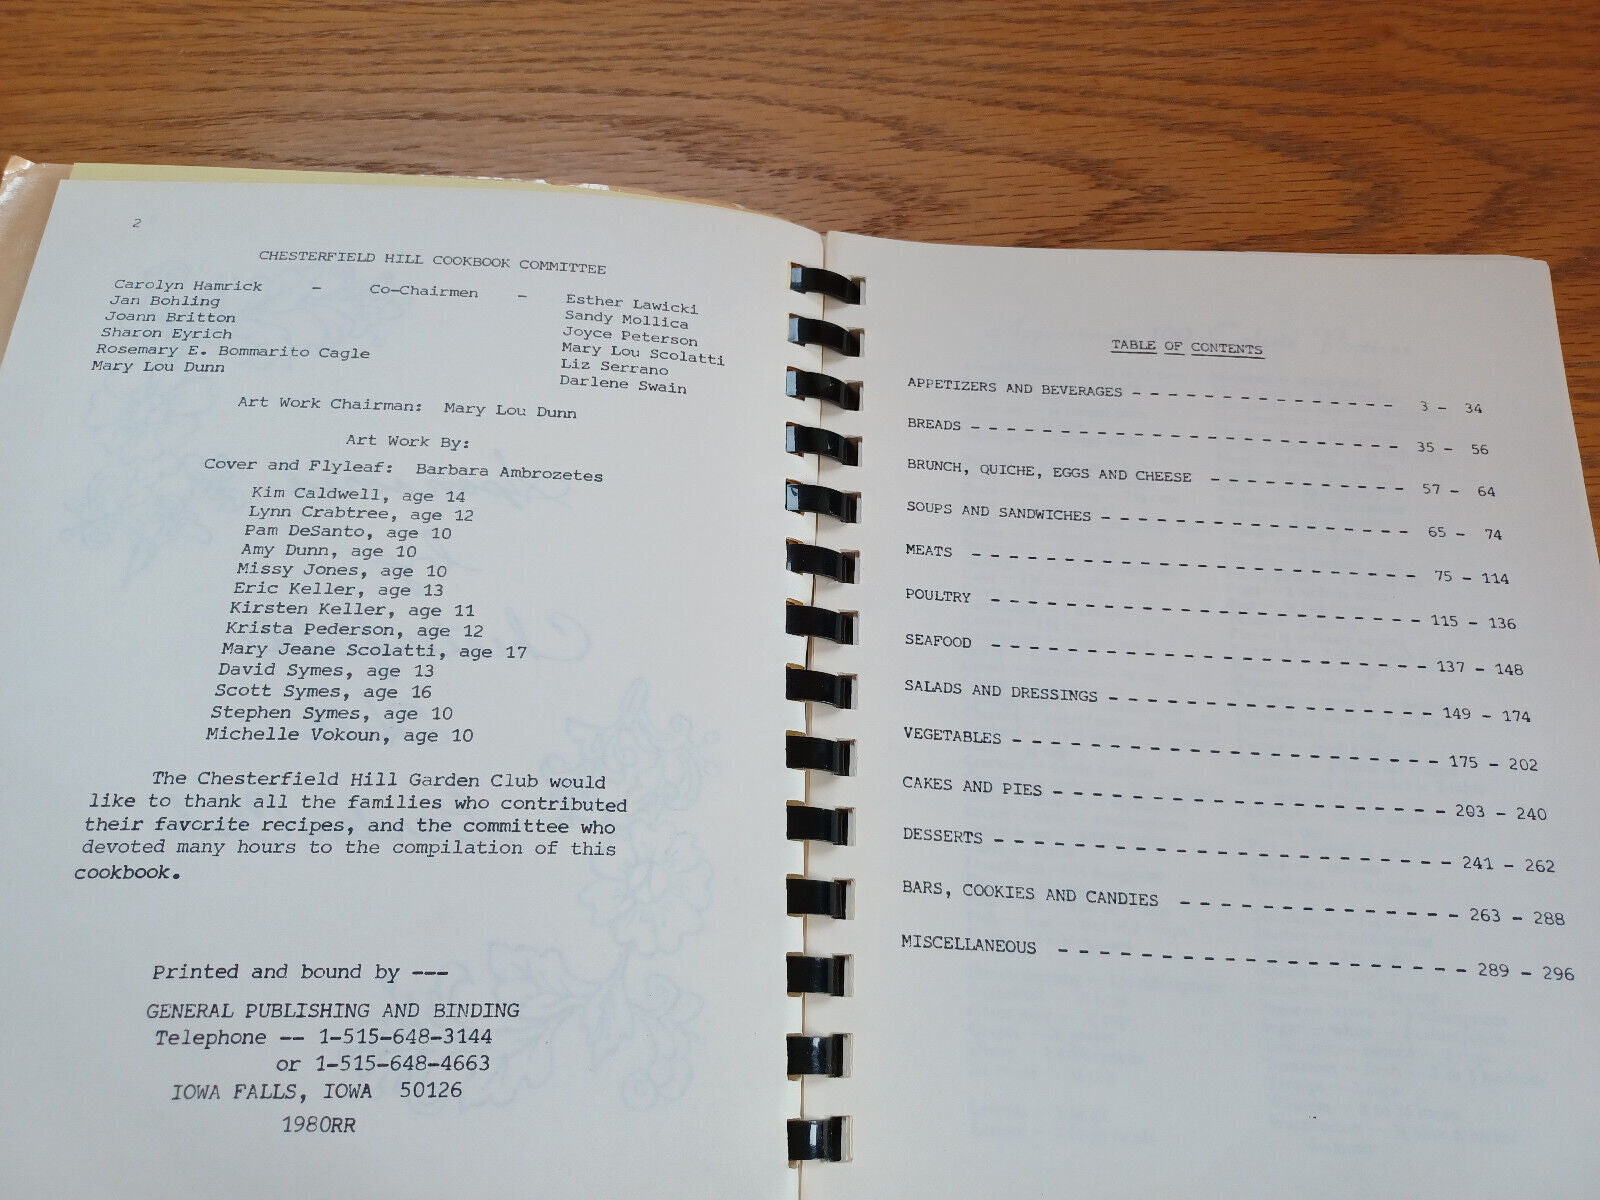 2
CHESTERFIELD HILL COOKBOOK COMMITTEE
Carolyn Hamrick - Co-Chairmen - Esther Lawicki
Jan Bohling Sandy Mollica
Joann Britton Joyce Peterson
Sharon Eyrich Mary Lou Scolatti
Rosemary E. Bommarito Cagle Liz Serrano
Mary Lou Dunn Darlene Swain
Art Work Chairman: Mary Lou Dunn
Art Work By:
Cover and Flyleaf: Barbara Ambrozetes
Kim Caldwell, age 14
Lynn Crabtree, age 12
Pam DeSanto, age 10
Amy Dunn, age 10
Missy Jones, age 10
Eric Keller, age 13
Kirsten Keller, age 11
Krista Pederson, age 12
Mary Jeane Scolatti, age 17
David Symes, age 13
Scott Symes, age 16
Stephen Symes, age 10
Michelle Vokoun, age 10
The Chesterfield Hill Garden Club would
like to thank all the families who contributed
their favorite recipes, and the committee who
devoted many hours to the compilation of this
cookbook.
Printed and bound by ---
GENERAL PUBLISHING AND BINDING
Telephone -- 1-515-648-3144
or 1-515-648-4663
IOWA FALLS, IOWA 50126
1980RR
TABLE OF CONTENTS
APPETIZERS AND BEVERAGES - - - - - - - - - - - - - - - 3 - 34
BREADS - - - - - - - - - - - - - - - - - - - - - - - - - 35 - 56
BRUNCH, QUICHE, EGGS AND CHEESE - - - - - - - - - - - 57 - 64
SOUPS AND SANDWICHES - - - - - - - - - - - - - - - - - - 65 - 74
MEATS - - - - - - - - - - - - - - - - - - - - - - - - - 75 - 114
POULTRY - - - - - - - - - - - - - - - - - - - - - - - - 115 - 136
SEAFOOD - - - - - - - - - - - - - - - - - - - - - - - - 137 - 148
SALADS AND DRESSINGS - - - - - - - - - - - - - - - - - - 149 - 174
VEGETABLES - - - - - - - - - - - - - - - - - - - - - - - 175 - 202
CAKES AND PIES - - - - - - - - - - - - - - - - - - - - - 203 - 240
DESSERTS - - - - - - - - - - - - - - - - - - - - - - - - 241 - 262
BARS, COOKIES AND CANDIES - - - - - - - - - - - - - - 263 - 288
MISCELLANEOUS - - - - - - - - - - - - - - - - - - - - 289 - 296